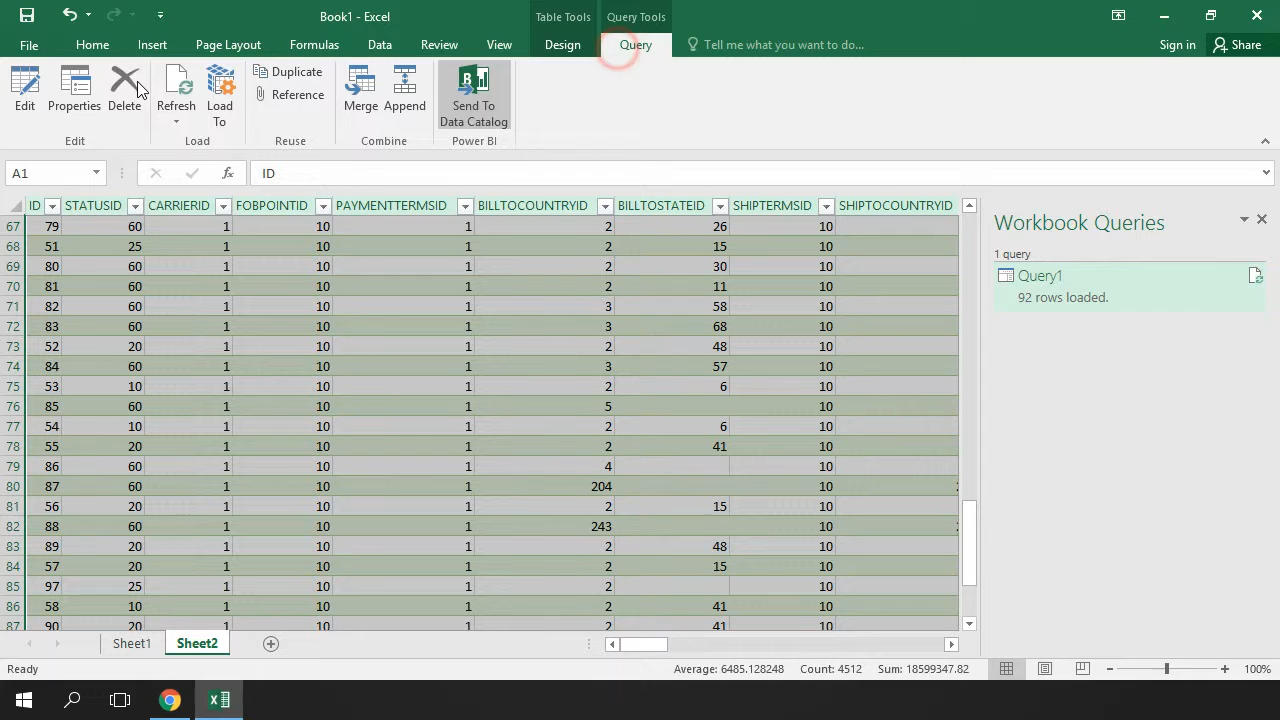 Book1 - Excel
Table Tools
Query Tools
File Home Insert Page Layout Formulas Data Review View Design Query Tell me what you want to do... Sign in Share
Edit Properties Delete Refresh Load To Duplicate Reference Merge Append Send To Data Catalog
Edit Load Reuse Combine Power BI
A1 fx ID
ID STATUSID CARRIERID FOBPOINTID PAYMENTTERMSID BILLTOCOUNTRYID BILLTOSTATEID SHIPTERMSID SHIPTOCOUNTRYID
67 79 60 1 10 1 2 26 10
68 51 25 1 10 1 2 15 10
69 80 60 1 10 1 2 30 10
70 81 60 1 10 1 2 11 10
71 82 60 1 10 1 3 58 10
72 83 60 1 10 1 3 68 10
73 52 20 1 10 1 2 48 10
74 84 60 1 10 1 3 57 10
75 53 10 1 10 1 2 6 10
76 85 60 1 10 1 5 10
77 54 10 1 10 1 2 6 10
78 55 20 1 10 1 2 41 10
79 86 60 1 10 1 4 10
80 87 60 1 10 1 204 10
81 56 20 1 10 1 2 15 10
82 88 60 1 10 1 243 10
83 89 20 1 10 1 2 48 10
84 57 20 1 10 1 2 15 10
85 97 25 1 10 1 2 10
86 58 10 1 10 1 2 41 10
87 90 20 1 10 1 2 41 10
Workbook Queries
1 query
Query1
92 rows loaded.
Sheet1 Sheet2
Ready Average: 6485.128248 Count: 4512 Sum: 18599347.82 100%